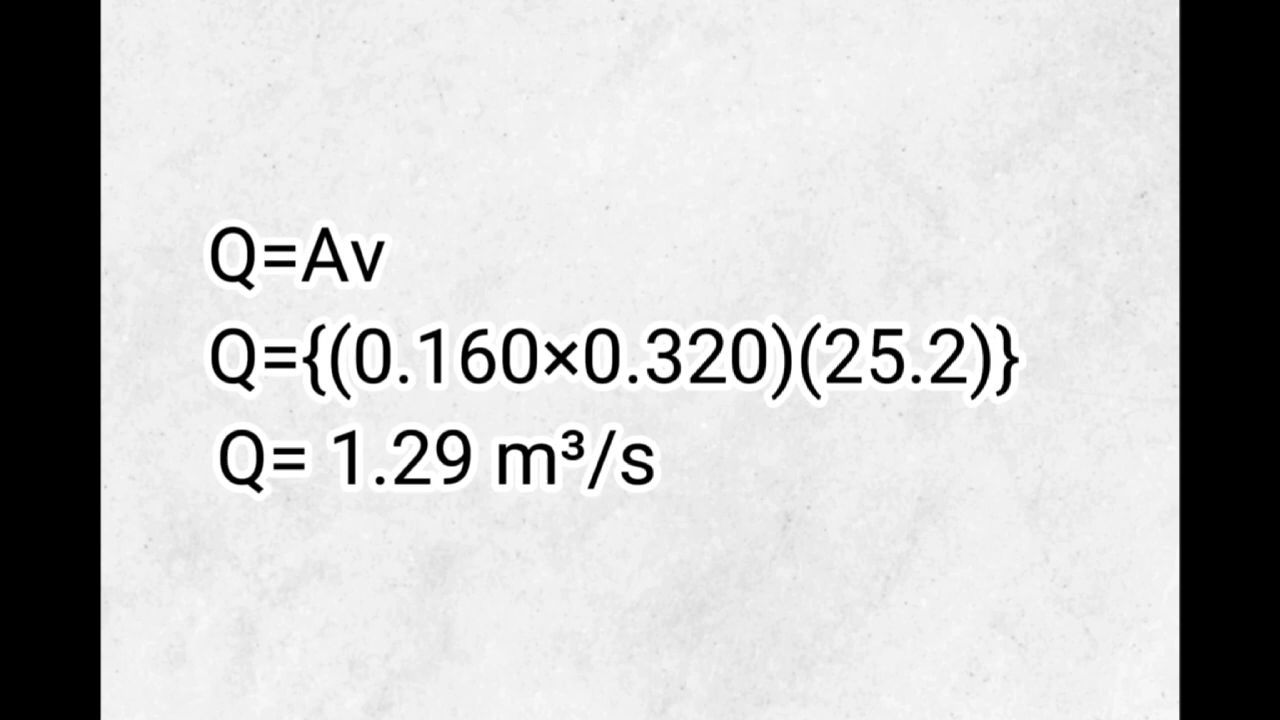 Q=Av
Q={(0.160×0.320)(25.2)}
Q= 1.29 m³/s